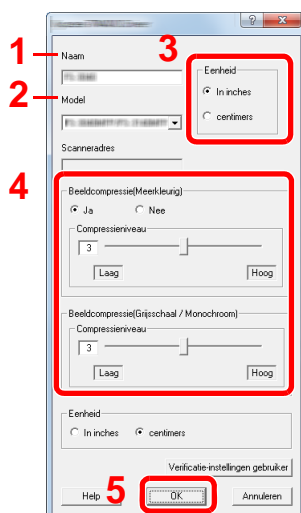 1 Naam
3
Eenheid
In inches
centimers
2 Model
Scanneradres
4
Beeldcompressie(Meerkleurig)
Ja Nee
Compressieniveau
3
Laag Hoog
Beeldcompressie(Grijsschaal / Monochroom)
Compressieniveau
3
Laag Hoog
Eenheid
In inches centimers
Verificatie-instellingen gebruiker
Help 5 OK Annuleren